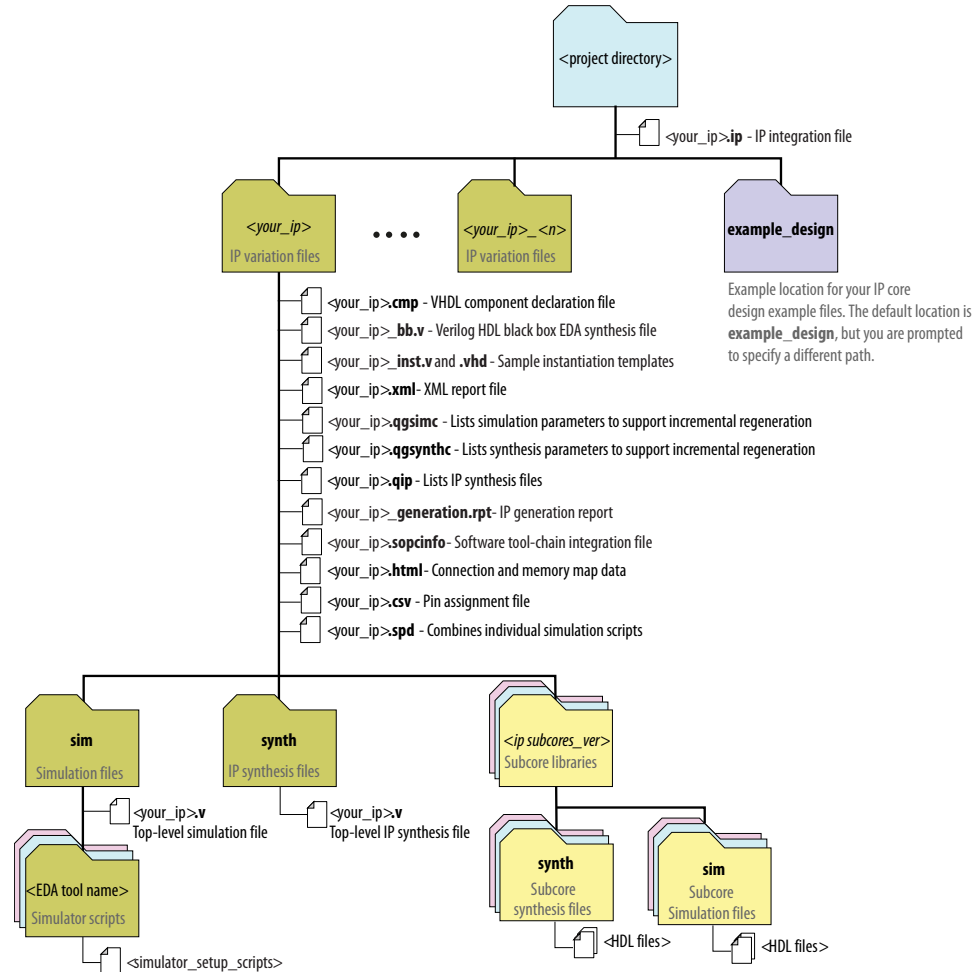 <project directory>
<your_ip>.ip - IP integration file
<your_ip>
IP variation files
<your_ip>_<n>
IP variation files
example_design
Example location for your IP core
design example files. The default location is
example_design, but you are prompted
to specify a different path.
<your_ip>.cmp - VHDL component declaration file
<your_ip>_bb.v - Verilog HDL black box EDA synthesis file
<your_ip>_inst.v and .vhd - Sample instantiation templates
<your_ip>.xml- XML report file
<your_ip>.qgsimc - Lists simulation parameters to support incremental regeneration
<your_ip>.qgsynthc - Lists synthesis parameters to support incremental regeneration
<your_ip>.qip - Lists IP synthesis files
<your_ip>_generation.rpt- IP generation report
<your_ip>.sopcinfo- Software tool-chain integration file
<your_ip>.html- Connection and memory map data
<your_ip>.csv - Pin assignment file
<your_ip>.spd - Combines individual simulation scripts
sim
Simulation files
synth
IP synthesis files
<ip subcores_ver>
Subcore libraries
<your_ip>.v
Top-level simulation file
<your_ip>.v
Top-level IP synthesis file
<EDA tool name>
Simulator scripts
synth
Subcore
synthesis files
sim
Subcore
Simulation files
<HDL files>
<HDL files>
<simulator_setup_scripts>